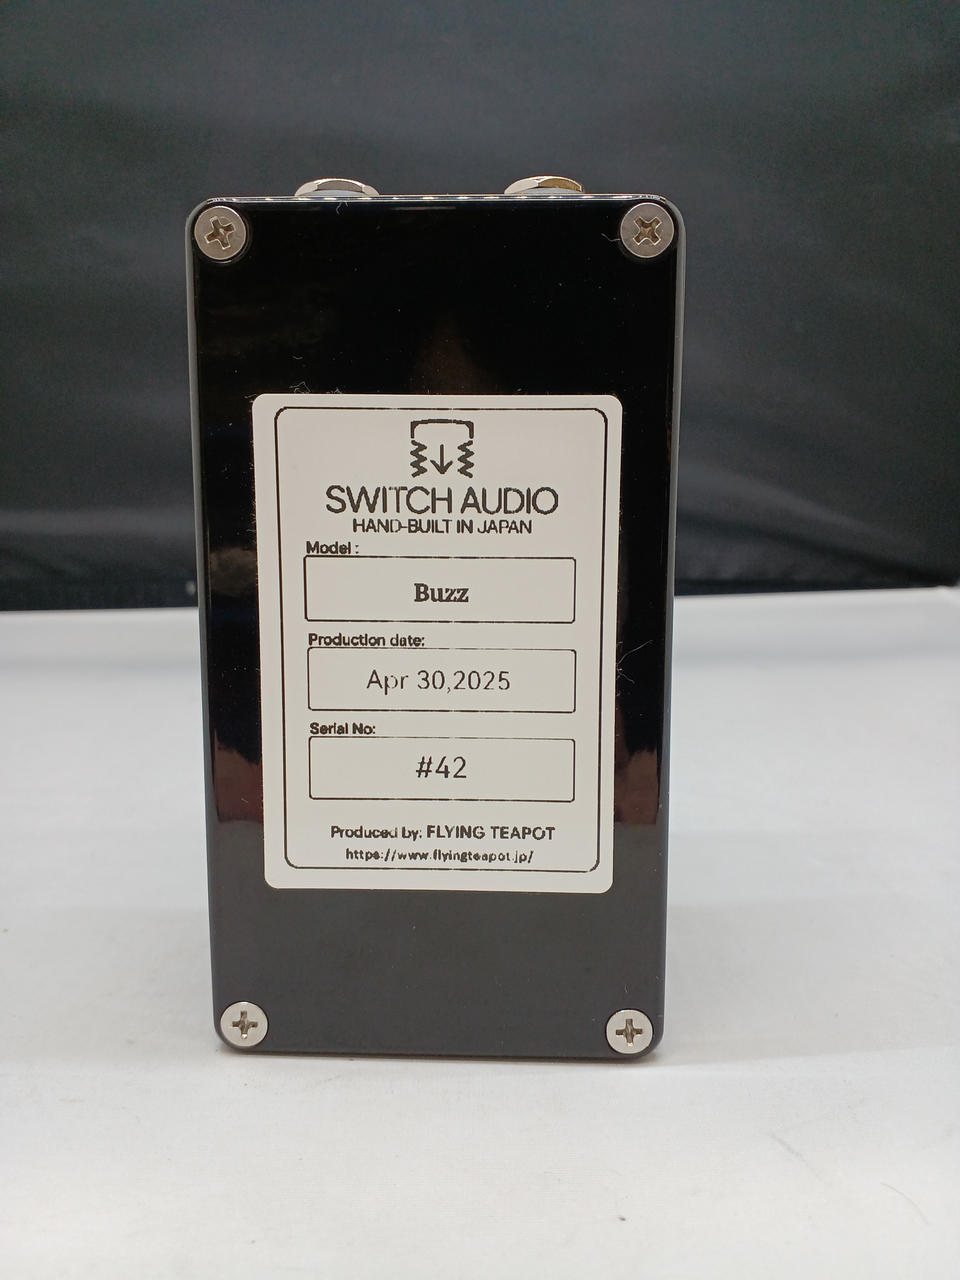 SWITCH AUDIO
HAND-BUILT IN JAPAN
Model :
Buzz
Production date:
Apr 30,2025
Serial No:
#42
Produced by: FLYING TEAPOT
https://www.flyingteapot.jp/